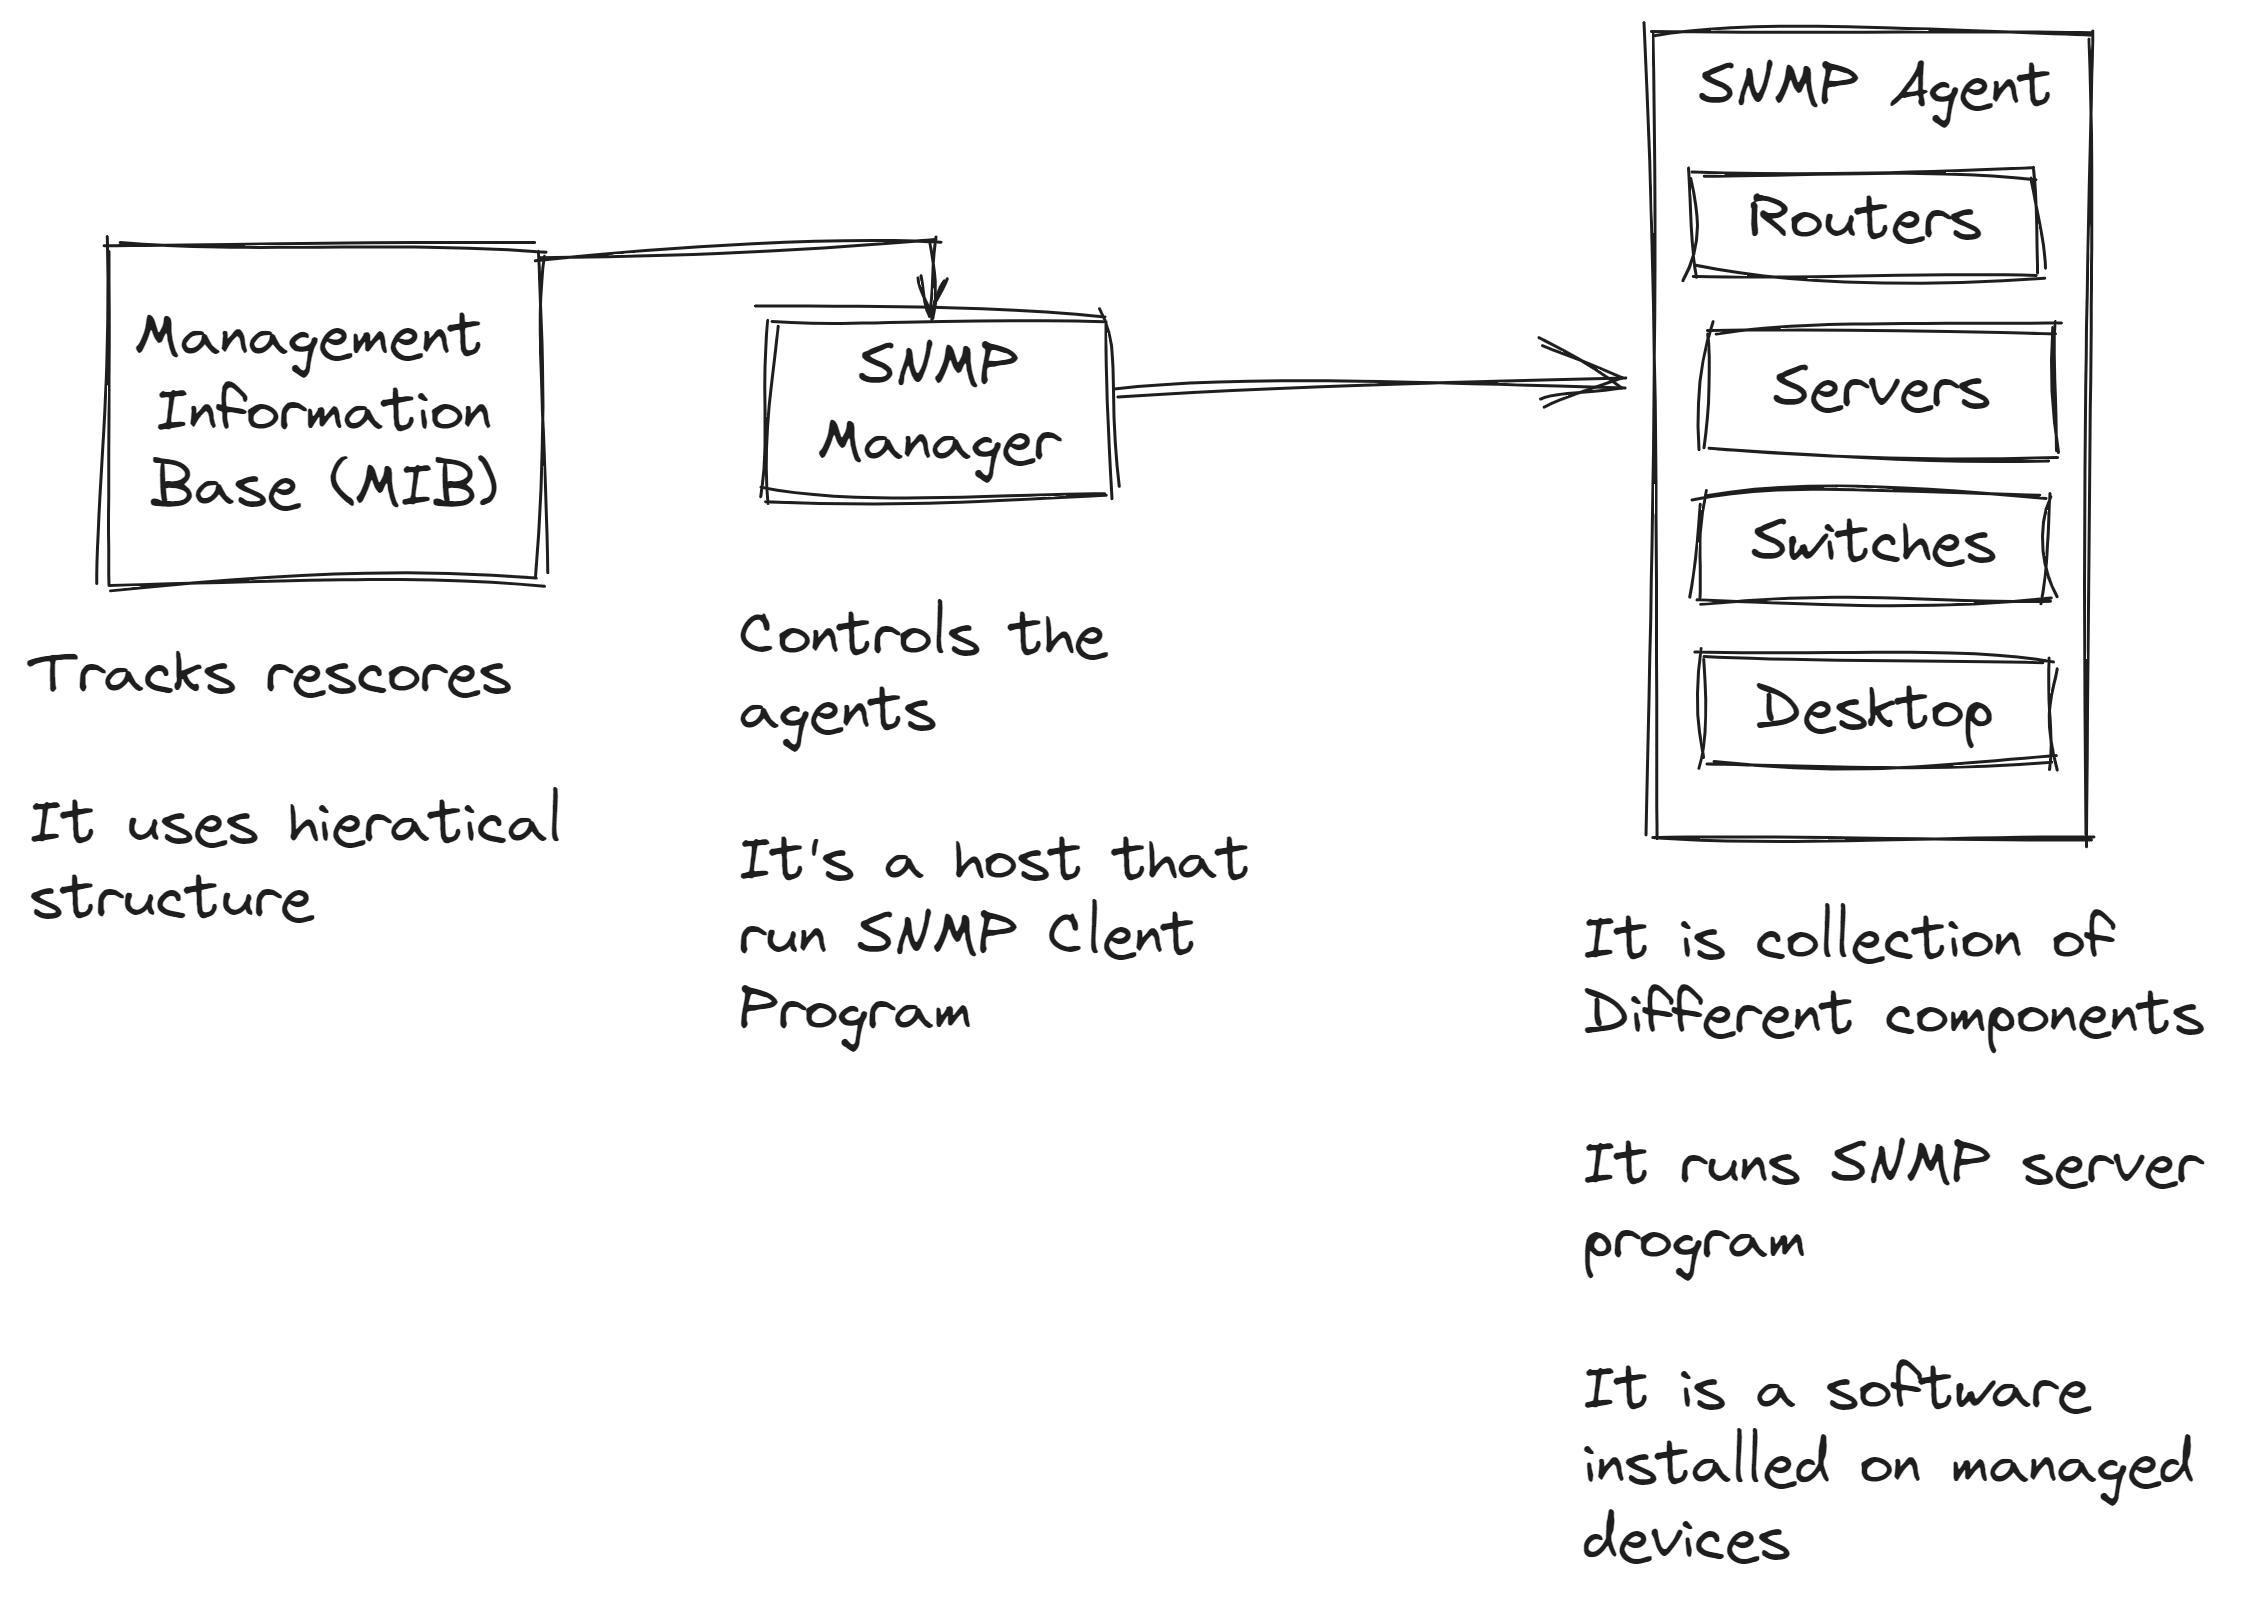 Management
Information
Base (MIB)
Tracks rescores
It uses hieratical
structure
SNMP
Manager
Controls the
agents
It's a host that
run SNMP Clent
Program
SNMP Agent
Routers
Servers
Switches
Desktop
It is collection of
Different components
It runs SNMP server
program
It is a software
installed on managed
devices